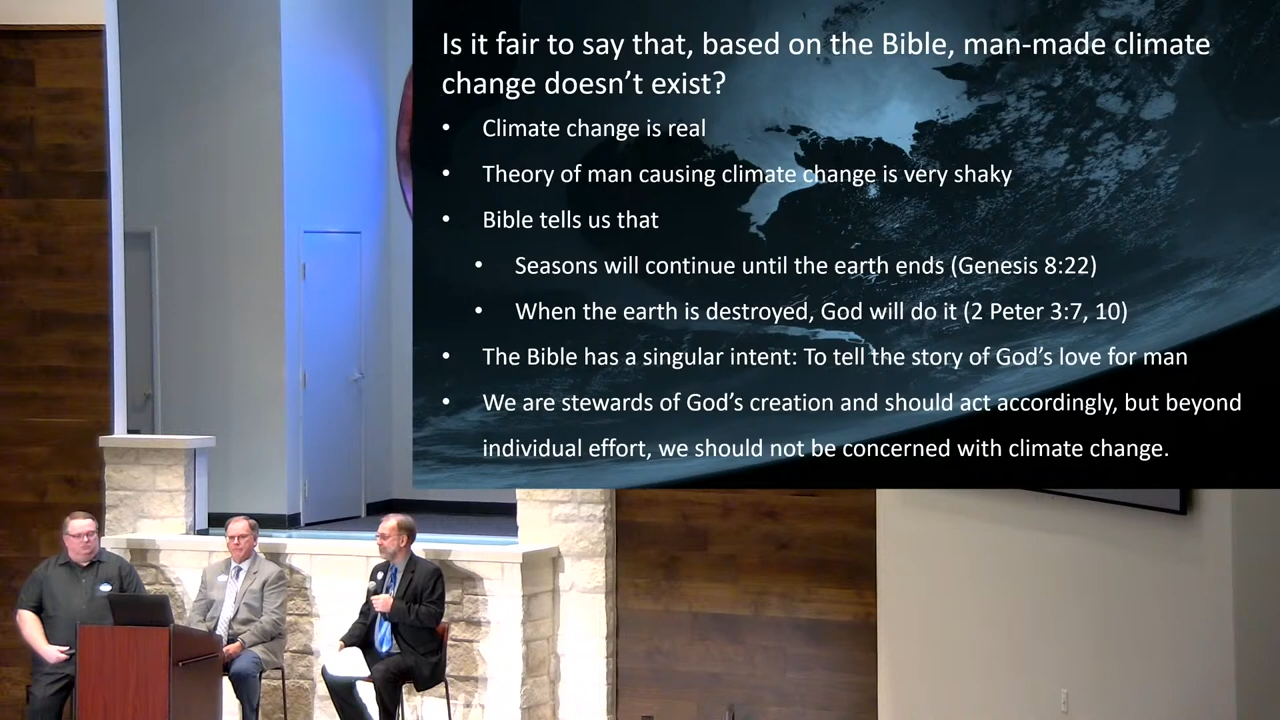 Is it fair to say that, based on the Bible, man-made climate
change doesn't exist?
• Climate change is real
• Theory of man causing climate change is very shaky
• Bible tells us that
• Seasons will continue until the earth ends (Genesis 8:22)
• When the earth is destroyed, God will do it (2 Peter 3:7, 10)
• The Bible has a singular intent: To tell the story of God's love for man
• We are stewards of God's creation and should act accordingly, but beyond
individual effort, we should not be concerned with climate change.